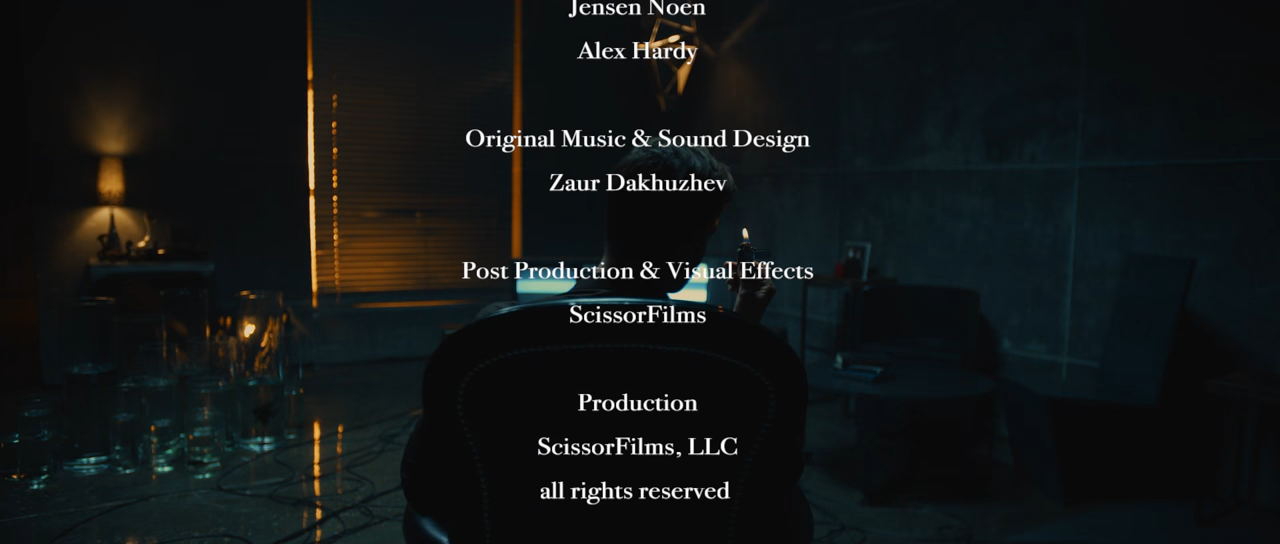 Jensen Noen
Alex Hardy
Original Music & Sound Design
Zaur Dakhuzhev
Post Production & Visual Effects
ScissorFilms
Production
ScissorFilms, LLC
all rights reserved